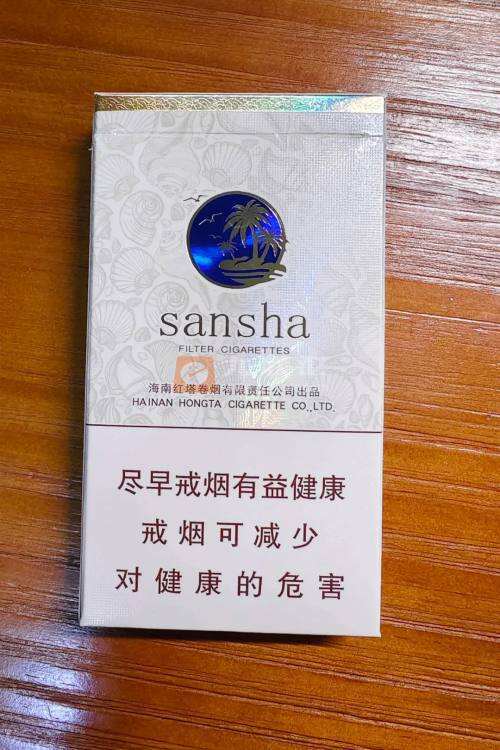 sansha
FILTER CIGARETTES
海南红塔卷烟有限责任公司出品
HAINAN HONGTA CIGARETTE CO.,LTD.
尽早戒烟有益健康
戒烟可减少
对健康的危害